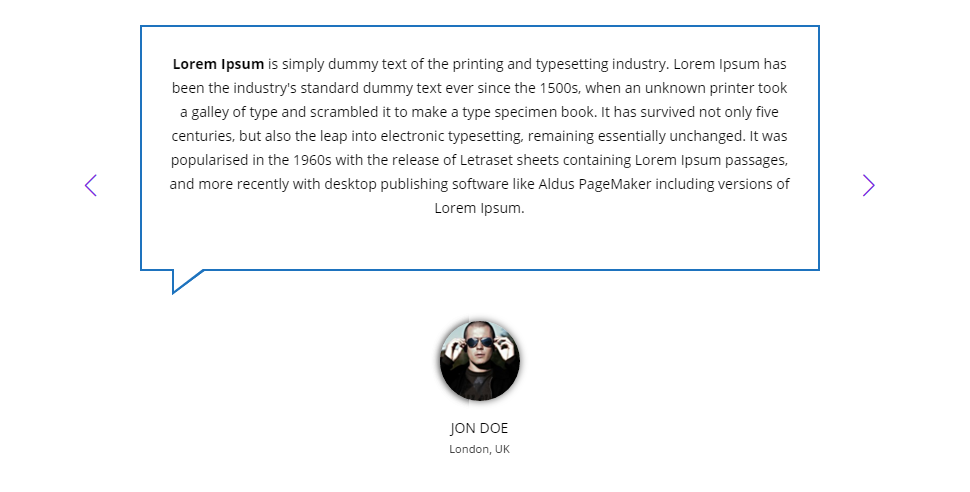 Lorem Ipsum is simply dummy text of the printing and typesetting industry. Lorem Ipsum has
been the industry's standard dummy text ever since the 1500s, when an unknown printer took
a galley of type and scrambled it to make a type specimen book. It has survived not only five
centuries, but also the leap into electronic typesetting, remaining essentially unchanged. It was
popularised in the 1960s with the release of Letraset sheets containing Lorem Ipsum passages,
and more recently with desktop publishing software like Aldus PageMaker including versions of
Lorem Ipsum.
JON DOE
London, UK